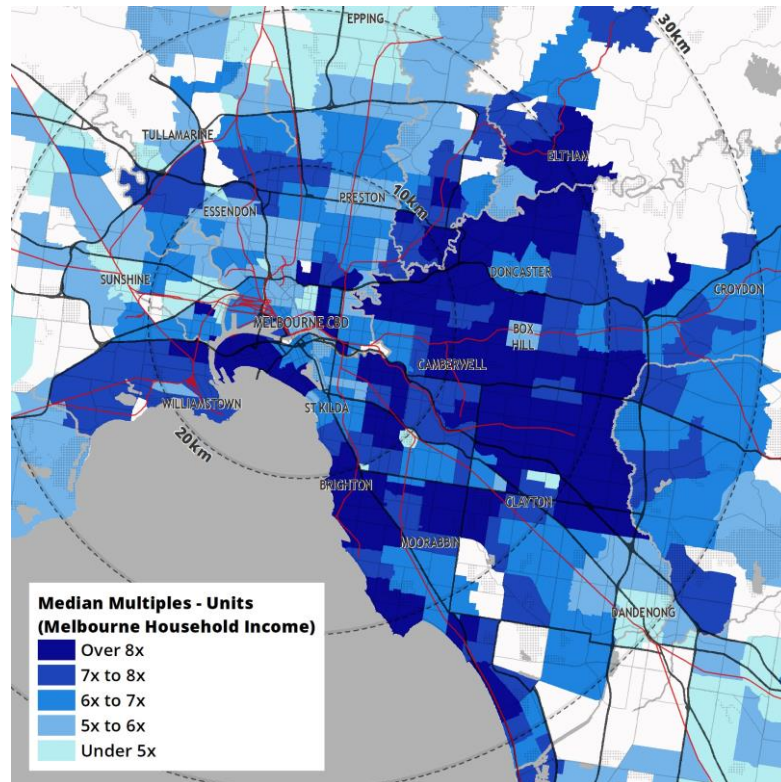 EPPING
30km
TULLAMARINE
ELTHAM
10km
ESSENDON
PRESTON
SUNSHINE
DONCASTER
CROYDON
MELBOURNE CBD
BOX
HILL
CAMBERWELL
WILLIAMSTOWN
ST KILDA
20km
BRIGHTON
CLAYTON
MOORABBIN
DANDENONG
Median Multiples - Units
(Melbourne Household Income)
Over 8x
7x to 8x
6x to 7x
5x to 6x
Under 5x